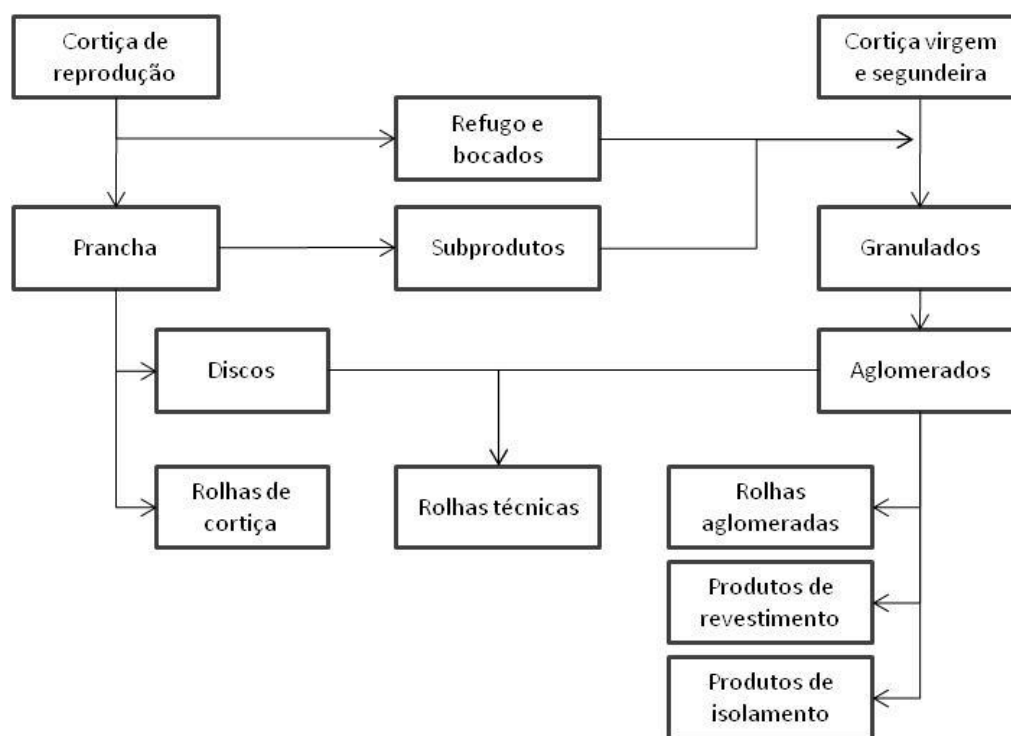 Cortiça de
reprodução
Cortiça virgem
e segundeira
Refugo e
bocados
Prancha
Subprodutos
Granulados
Discos
Aglomerados
Rolhas de
cortiça
Rolhas técnicas
Rolhas
aglomeradas
Produtos de
revestimento
Produtos de
isolamento